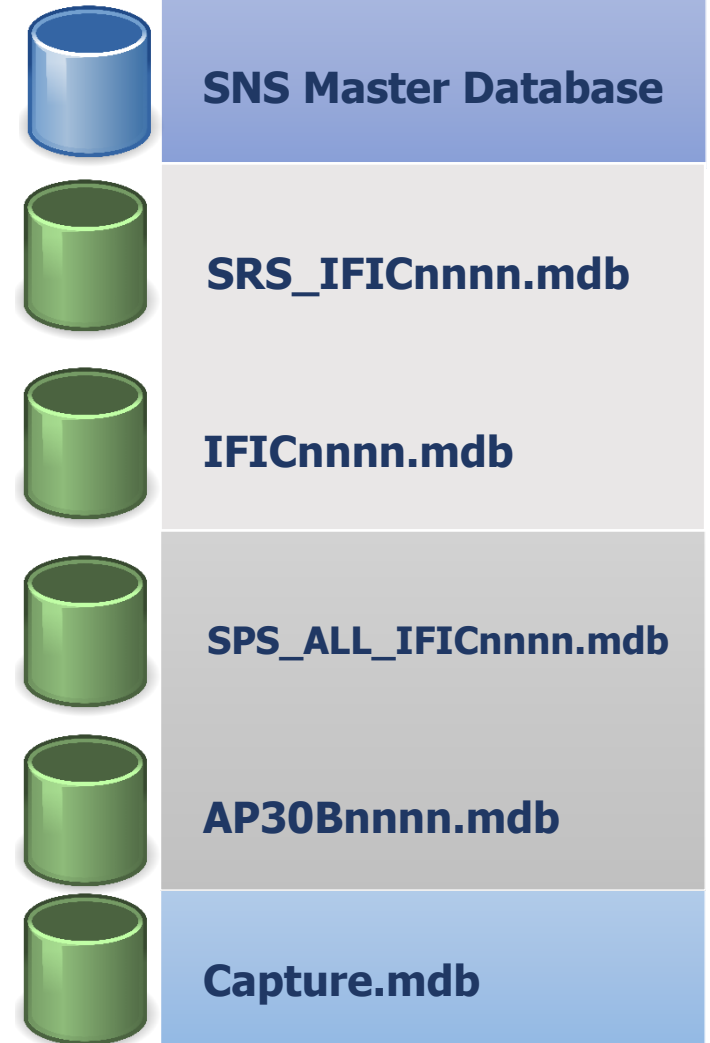 SNS Master Database
SRS_IFICnnnn.mdb
IFICnnnn.mdb
SPS_ALL_IFICnnnn.mdb
AP30Bnnnn.mdb
Capture.mdb